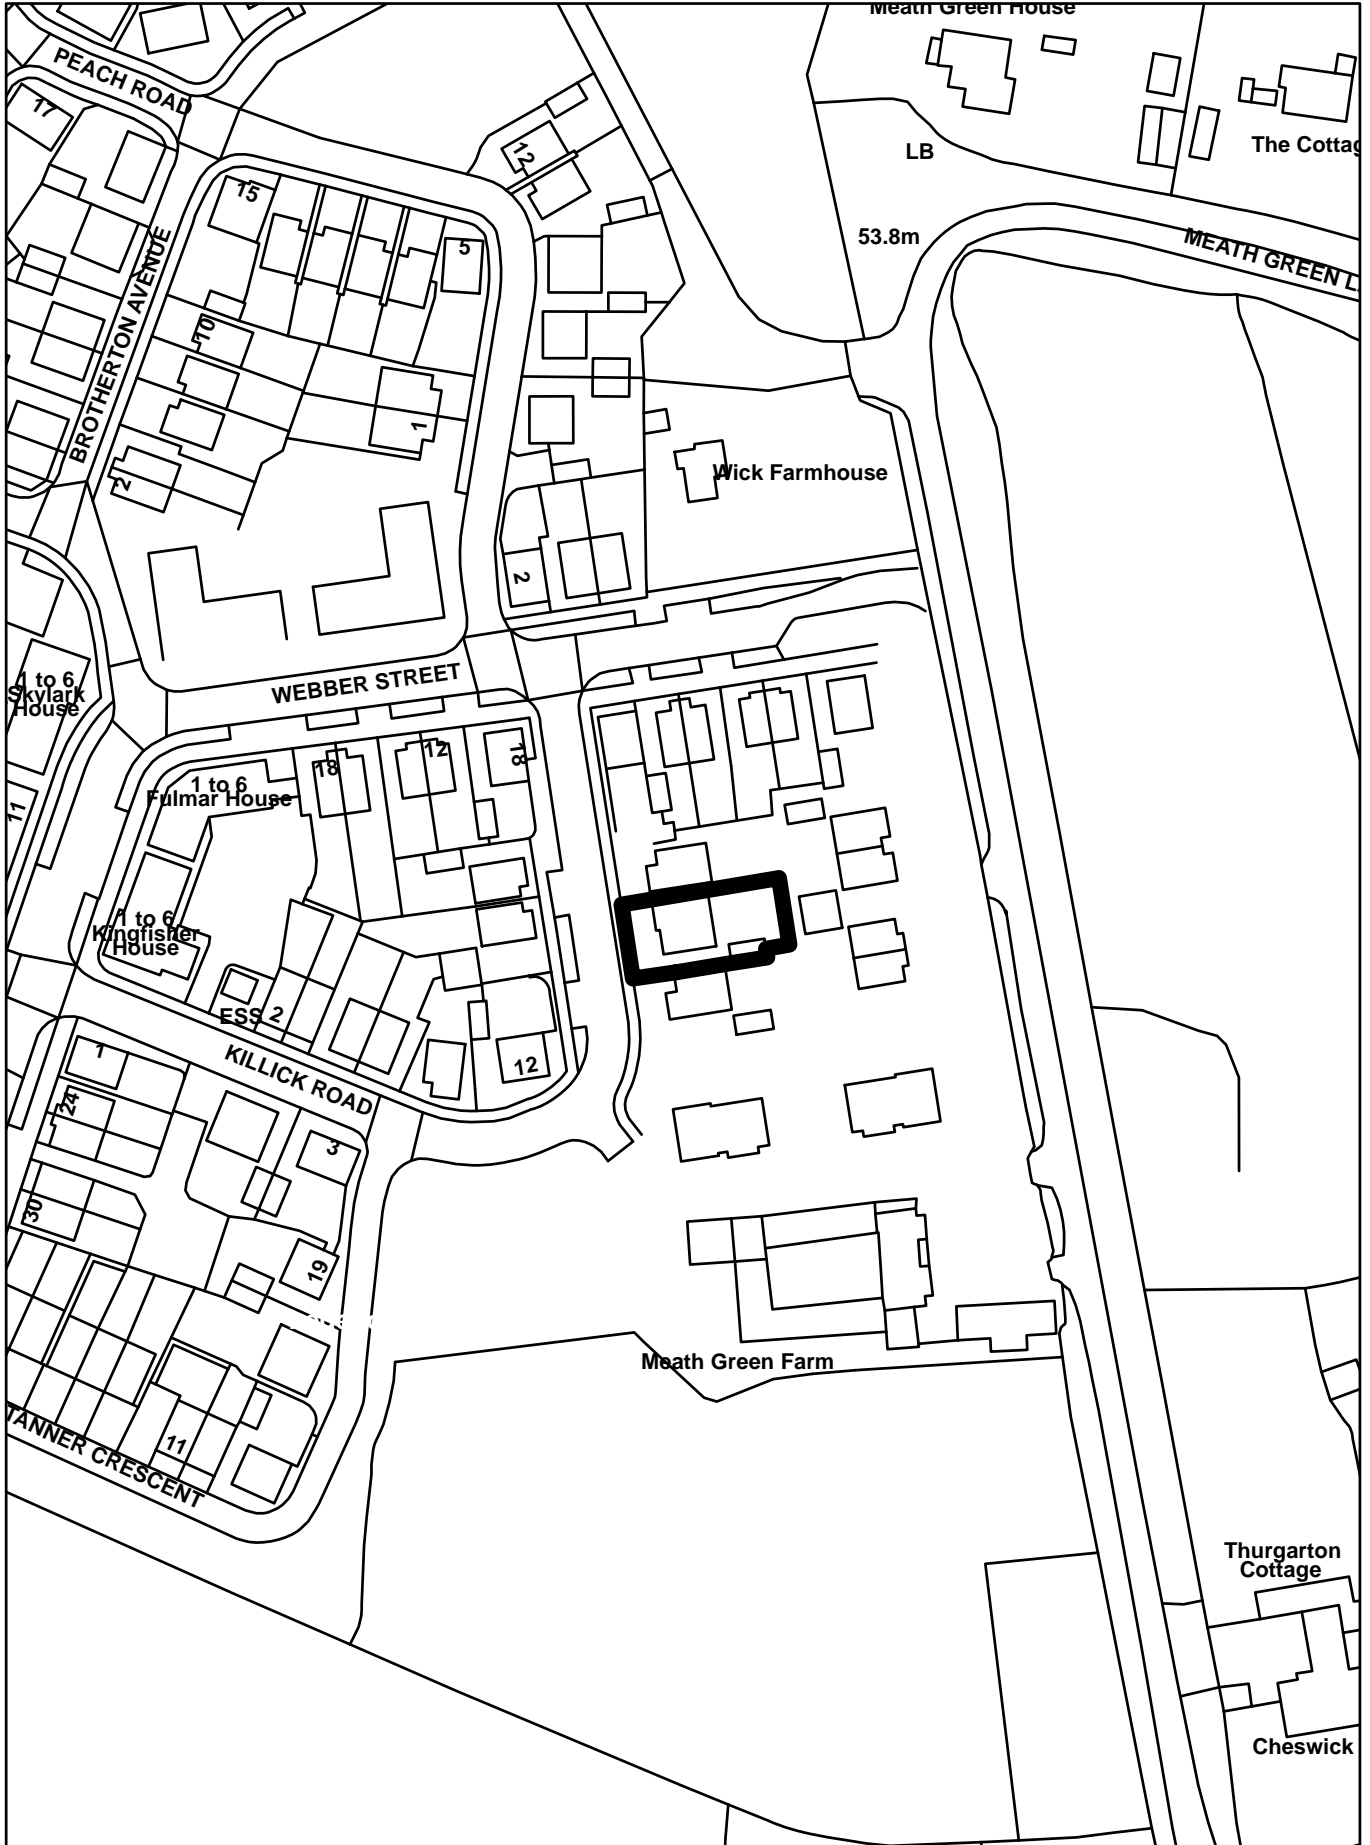 Meath Green House
PEACH ROAD
17
12
LB
The Cottag
15
5
53.8m
MEATH GREEN L
BROTHERTON AVENUE
10
1
2
Wick Farmhouse
2
1 to 6
Skylark
House
WEBBER STREET
18
12
18
1 to 6
Fulmar House
11
1 to 6
Kingfisher
House
ESS
2
KILLICK ROAD
12
1
24
3
30
19
Meath Green Farm
TANNER CRESCENT
11
Thurgarton
Cottage
Cheswick